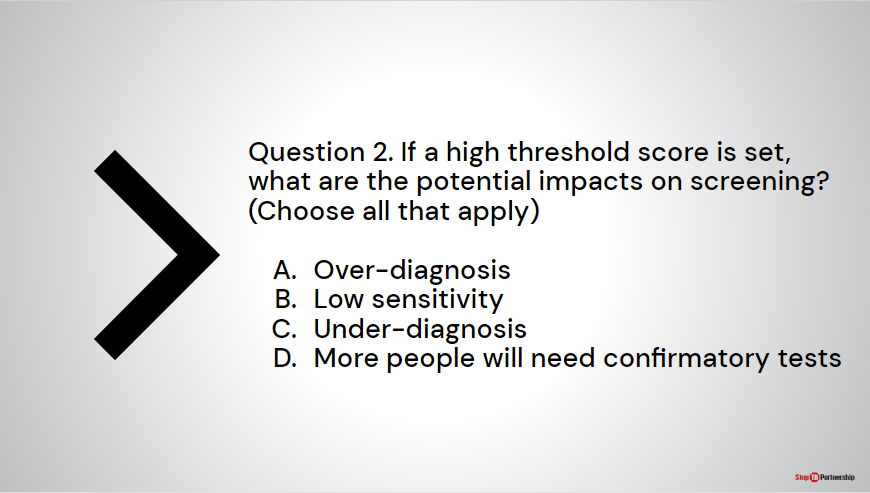 Question 2. If a high threshold score is set,
what are the potential impacts on screening?
(Choose all that apply)
A. Over-diagnosis
B. Low sensitivity
C. Under-diagnosis
D. More people will need confirmatory tests
Stop TB Partnership